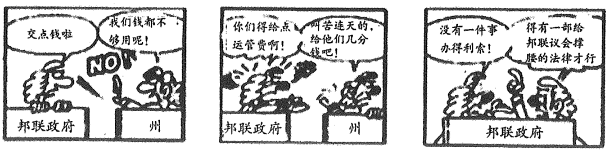 交点钱啦
我们钱都不
够用呢！
NO!
邦联政府
州
你们得给点
运营费啊！
叫苦连天的，
给他们几分
钱吧！
邦联政府
州
没有一件事
办得利索！
得有一部给
邦联议会撑
腰的法律才行
邦联政府